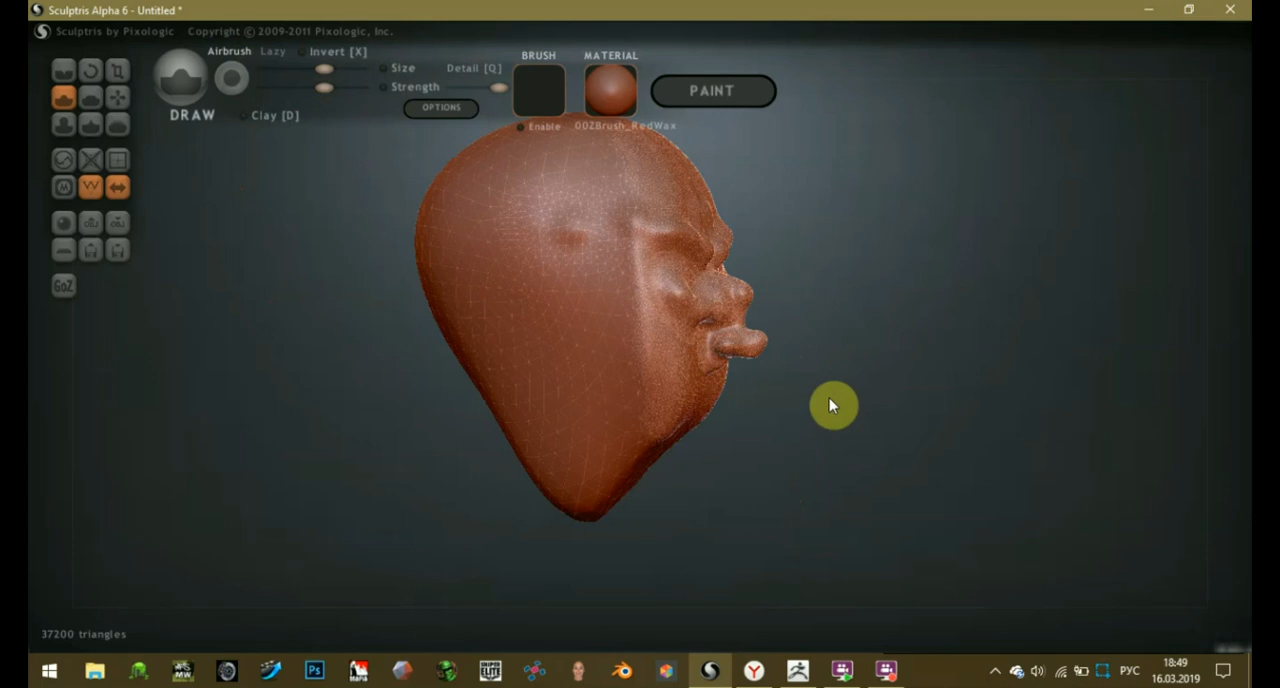 Sculptris Alpha 6 - Untitled *
Sculptris by Pixologic Copyright © 2009-2011 Pixologic, Inc.
Airbrush Lazy Invert [X]
Size Detail [Q]
Strength
OPTIONS
DRAW Clay [D]
BRUSH
MATERIAL
Enable
00ZBrush_RedWax
PAINT
GoZ
37200 triangles
Ps
РУС
18:49
16.03.2019